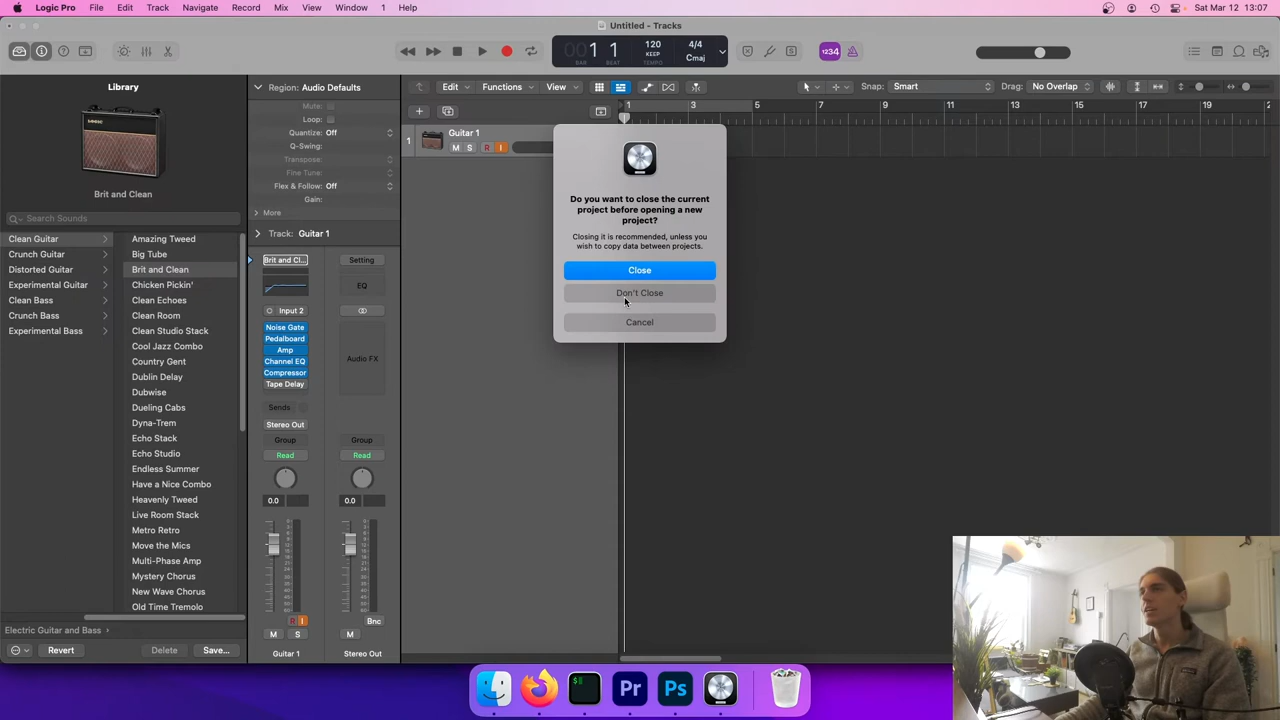 Logic Pro File Edit Track Navigate Record Mix View Window 1 Help Sat Mar 12 13:07
Untitled - Tracks
001 1
BAR BEAT
120
KEEP
TEMPO
4/4
Cmaj
1234
Library
Brit and Clean
Search Sounds
Clean Guitar
Crunch Guitar
Distorted Guitar
Experimental Guitar
Clean Bass
Crunch Bass
Experimental Bass
Amazing Tweed
Big Tube
Brit and Clean
Chicken Pickin'
Clean Echoes
Clean Room
Clean Studio Stack
Cool Jazz Combo
Country Gent
Dublin Delay
Dubwise
Dueling Cabs
Dyna-Trem
Echo Stack
Echo Studio
Endless Summer
Have a Nice Combo
Heavenly Tweed
Live Room Stack
Metro Retro
Move the Mics
Multi-Phase Amp
Mystery Chorus
New Wave Chorus
Old Time Tremolo
Electric Guitar and Bass
Revert Delete Save...
Region: Audio Defaults
Mute:
Loop:
Quantize: Off
Q-Swing:
Transpose:
Fine Tune:
Flex & Follow: Off
Gain:
More
Track: Guitar 1
Brit and Cl...
Input 2
Noise Gate
Pedalboard
Amp
Channel EQ
Compressor
Tape Delay
Sends
Stereo Out
Group
Read
0.0
R I
M S
Guitar 1
Setting
EQ
Audio FX
Group
Read
0.0
Bnc
M
Stereo Out
Edit Functions View Snap: Smart Drag: No Overlap
1 3 5 7 9 11 13 15 17 19
1 Guitar 1
M S R I
Do you want to close the current
project before opening a new
project?
Closing it is recommended, unless you
wish to copy data between projects.
Close
Don't Close
Cancel
Pr Ps